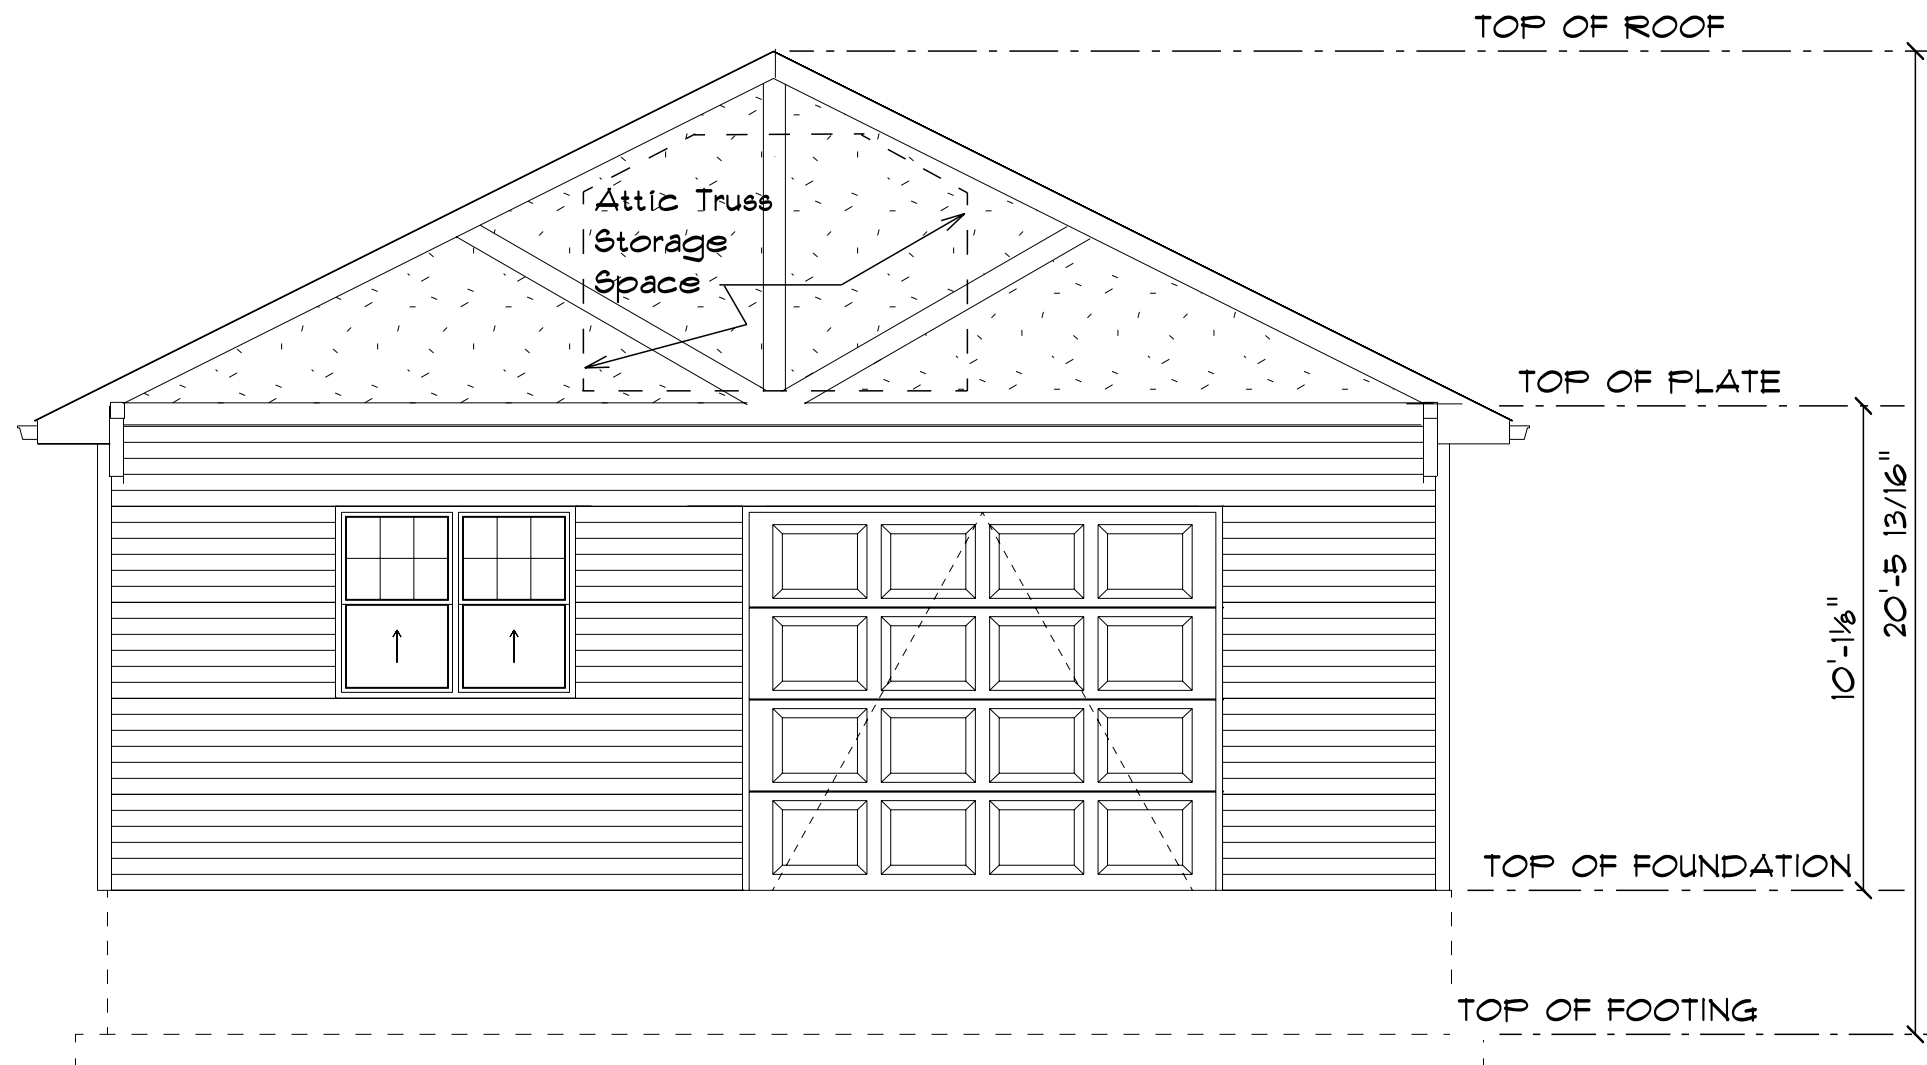 TOP OF ROOF
Attic Truss
Storage
Space
TOP OF PLATE
20'-5 13/16"
10'-1⅛"
TOP OF FOUNDATION
TOP OF FOOTING